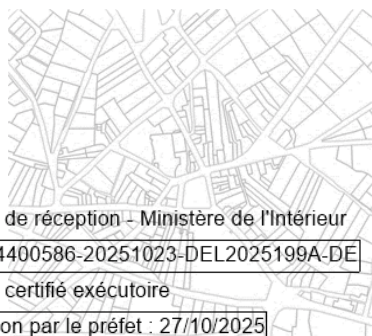 de réception - Ministère de l'Intérieur
4400586-20251023-DEL2025199A-DE
certifié exécutoire
on par le préfet : 27/10/2025